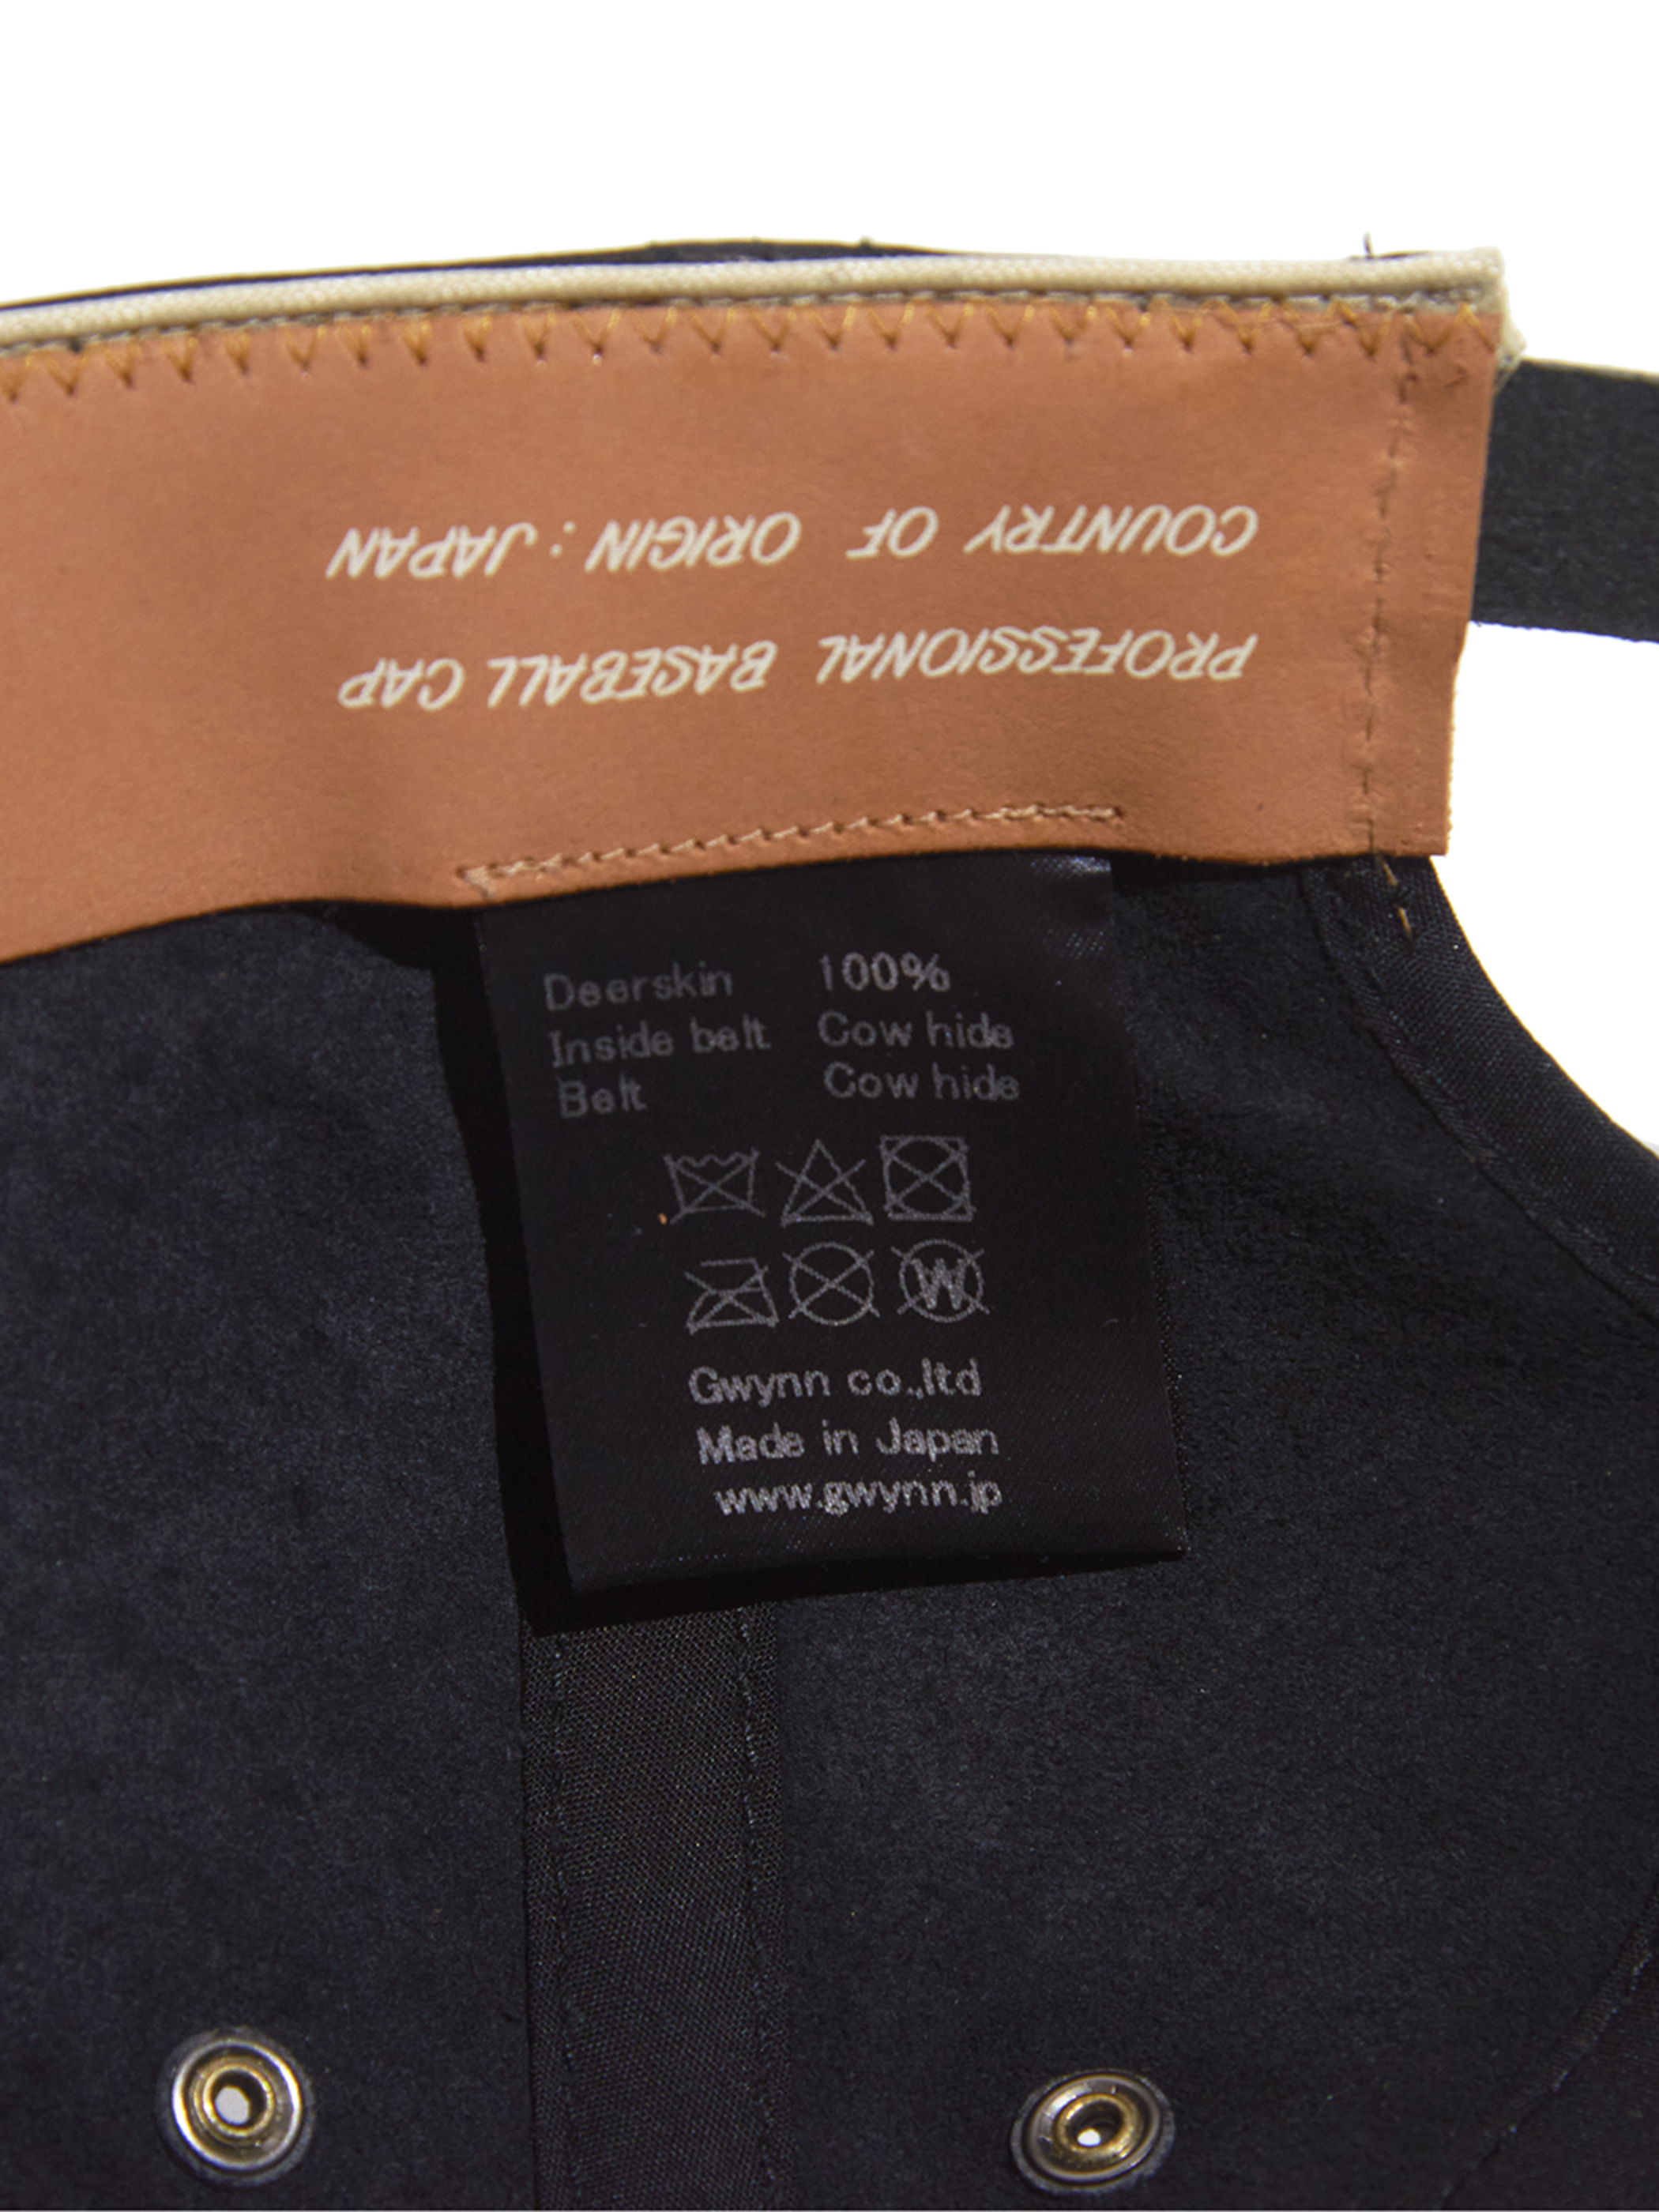 PROFESSIONAL BASEBALL CAP
COUNTRY OF ORIGIN : JAPAN
Deerskin 100%
Inside belt Cow hide
Belt Cow hide
W
Gwynn co.,ltd
Made in Japan
www.gwynn.jp